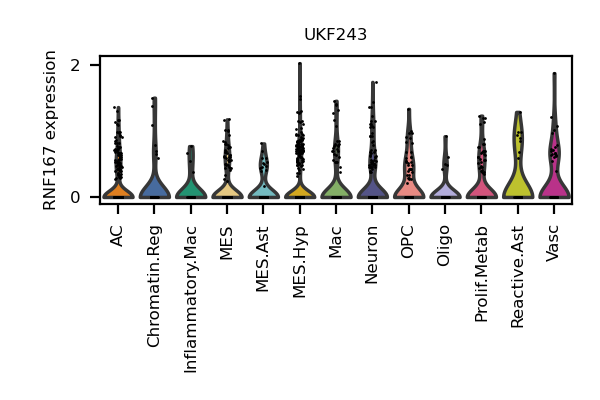 UKF243
RNF167 expression
2
0
AC
Chromatin.Reg
Inflammatory.Mac
MES
MES.Ast
MES.Hyp
Mac
Neuron
OPC
Oligo
Prolif.Metab
Reactive.Ast
Vasc